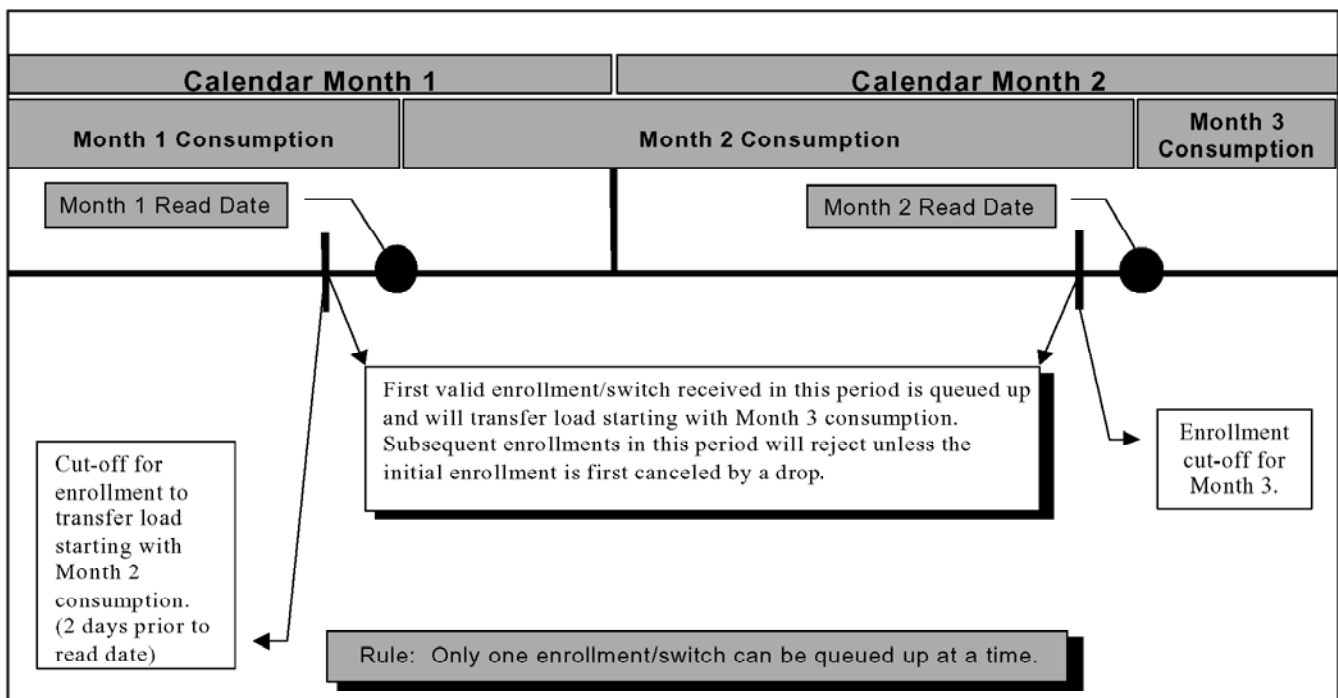 Calendar Month 1
Calendar Month 2
Month 1 Consumption
Month 2 Consumption
Month 3
Consumption
Month 1 Read Date
Month 2 Read Date
First valid enrollment/switch received in this period is queued up
and will transfer load starting with Month 3 consumption.
Subsequent enrollments in this period will reject unless the
initial enrollment is first canceled by a drop.
Cut-off for
enrollment to
transfer load
starting with
Month 2
consumption.
(2 days prior to
read date)
Enrollment
cut-off for
Month 3.
Rule: Only one enrollment/switch can be queued up at a time.